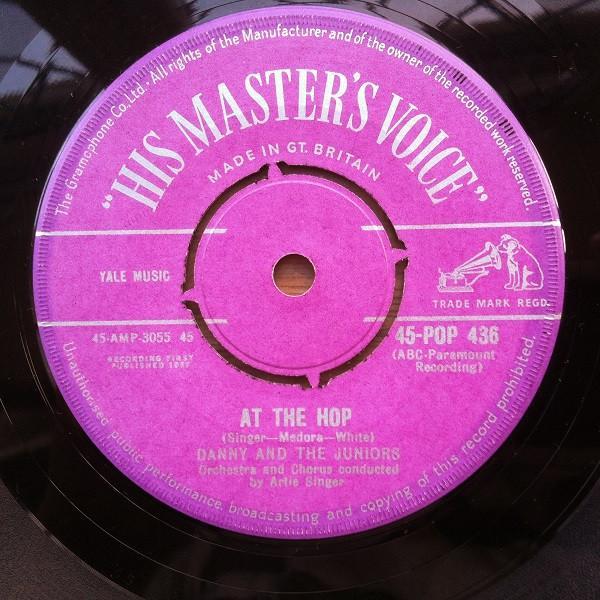 The Gramophone Co. Ltd. All rights of the Manufacturer and of the owner of the recorded work reserved.
"HIS MASTER'S VOICE"
MADE IN GT. BRITAIN
YALE MUSIC
TRADE MARK REGD.
45-AMP-3055 45
RECORDING FIRST
PUBLISHED 1957
45-POP 436
(ABC-Paramount
Recording)
AT THE HOP
(Singer—Medora—White)
DANNY AND THE JUNIORS
Orchestra and Chorus conducted
by Artie Singer
Unauthorised public performance, broadcasting and copying of this record prohibited.